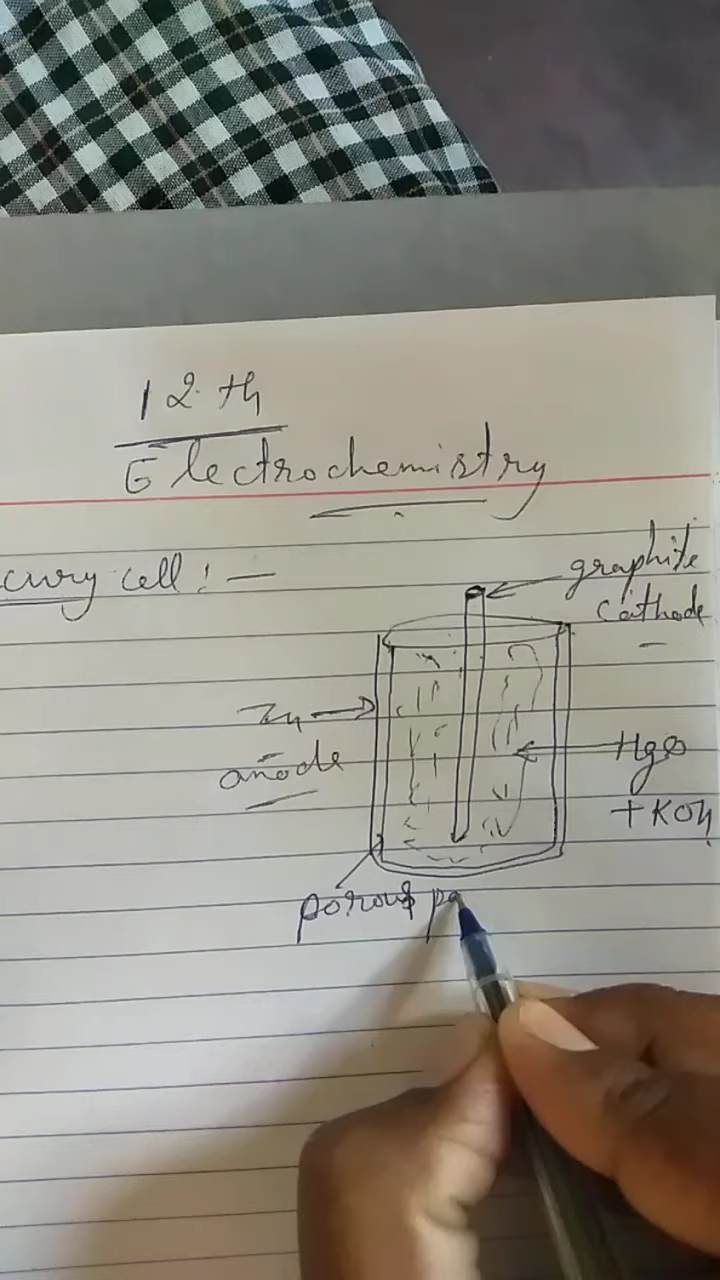 12th
Electrochemistry
cury cell :-
graphite
cathode
Zn
anode
HgO
+ KOH
porous pa